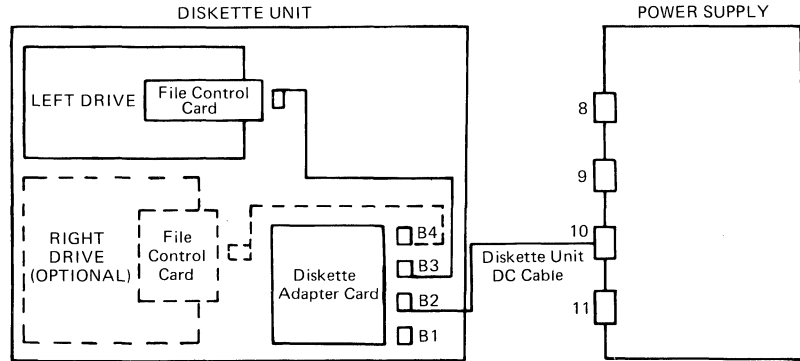 DISKETTE UNIT
POWER SUPPLY
LEFT DRIVE
File Control
Card
RIGHT
DRIVE
(OPTIONAL)
File
Control
Card
Diskette
Adapter Card
B4
B3
B2
B1
Diskette Unit
DC Cable
8
9
10
11